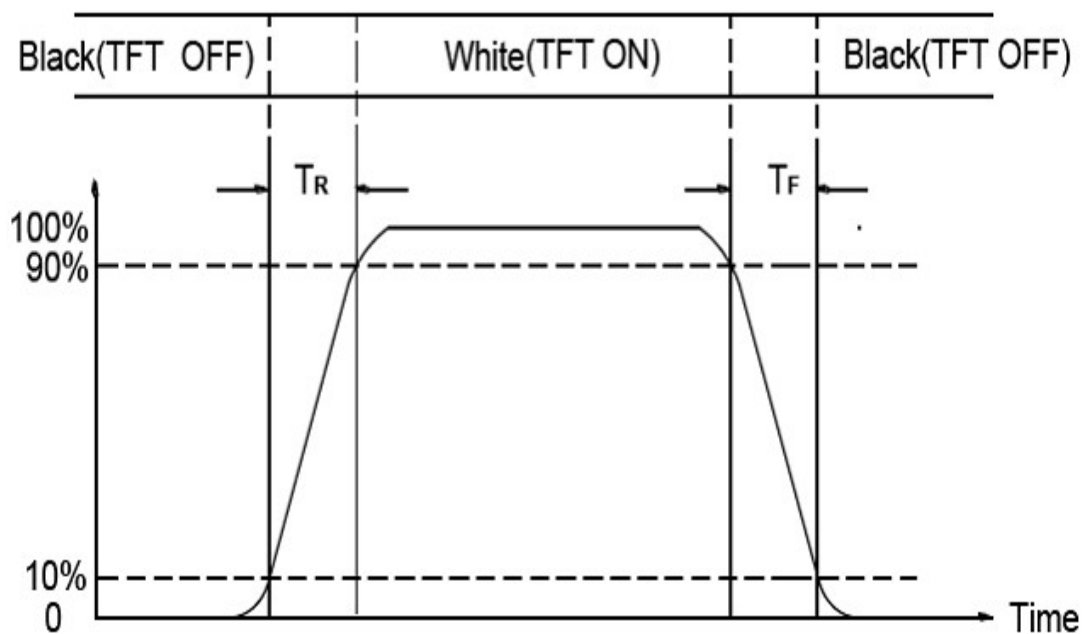 Black(TFT OFF) White(TFT ON) Black(TFT OFF)
TR TF
100%
90%
10%
0
Time